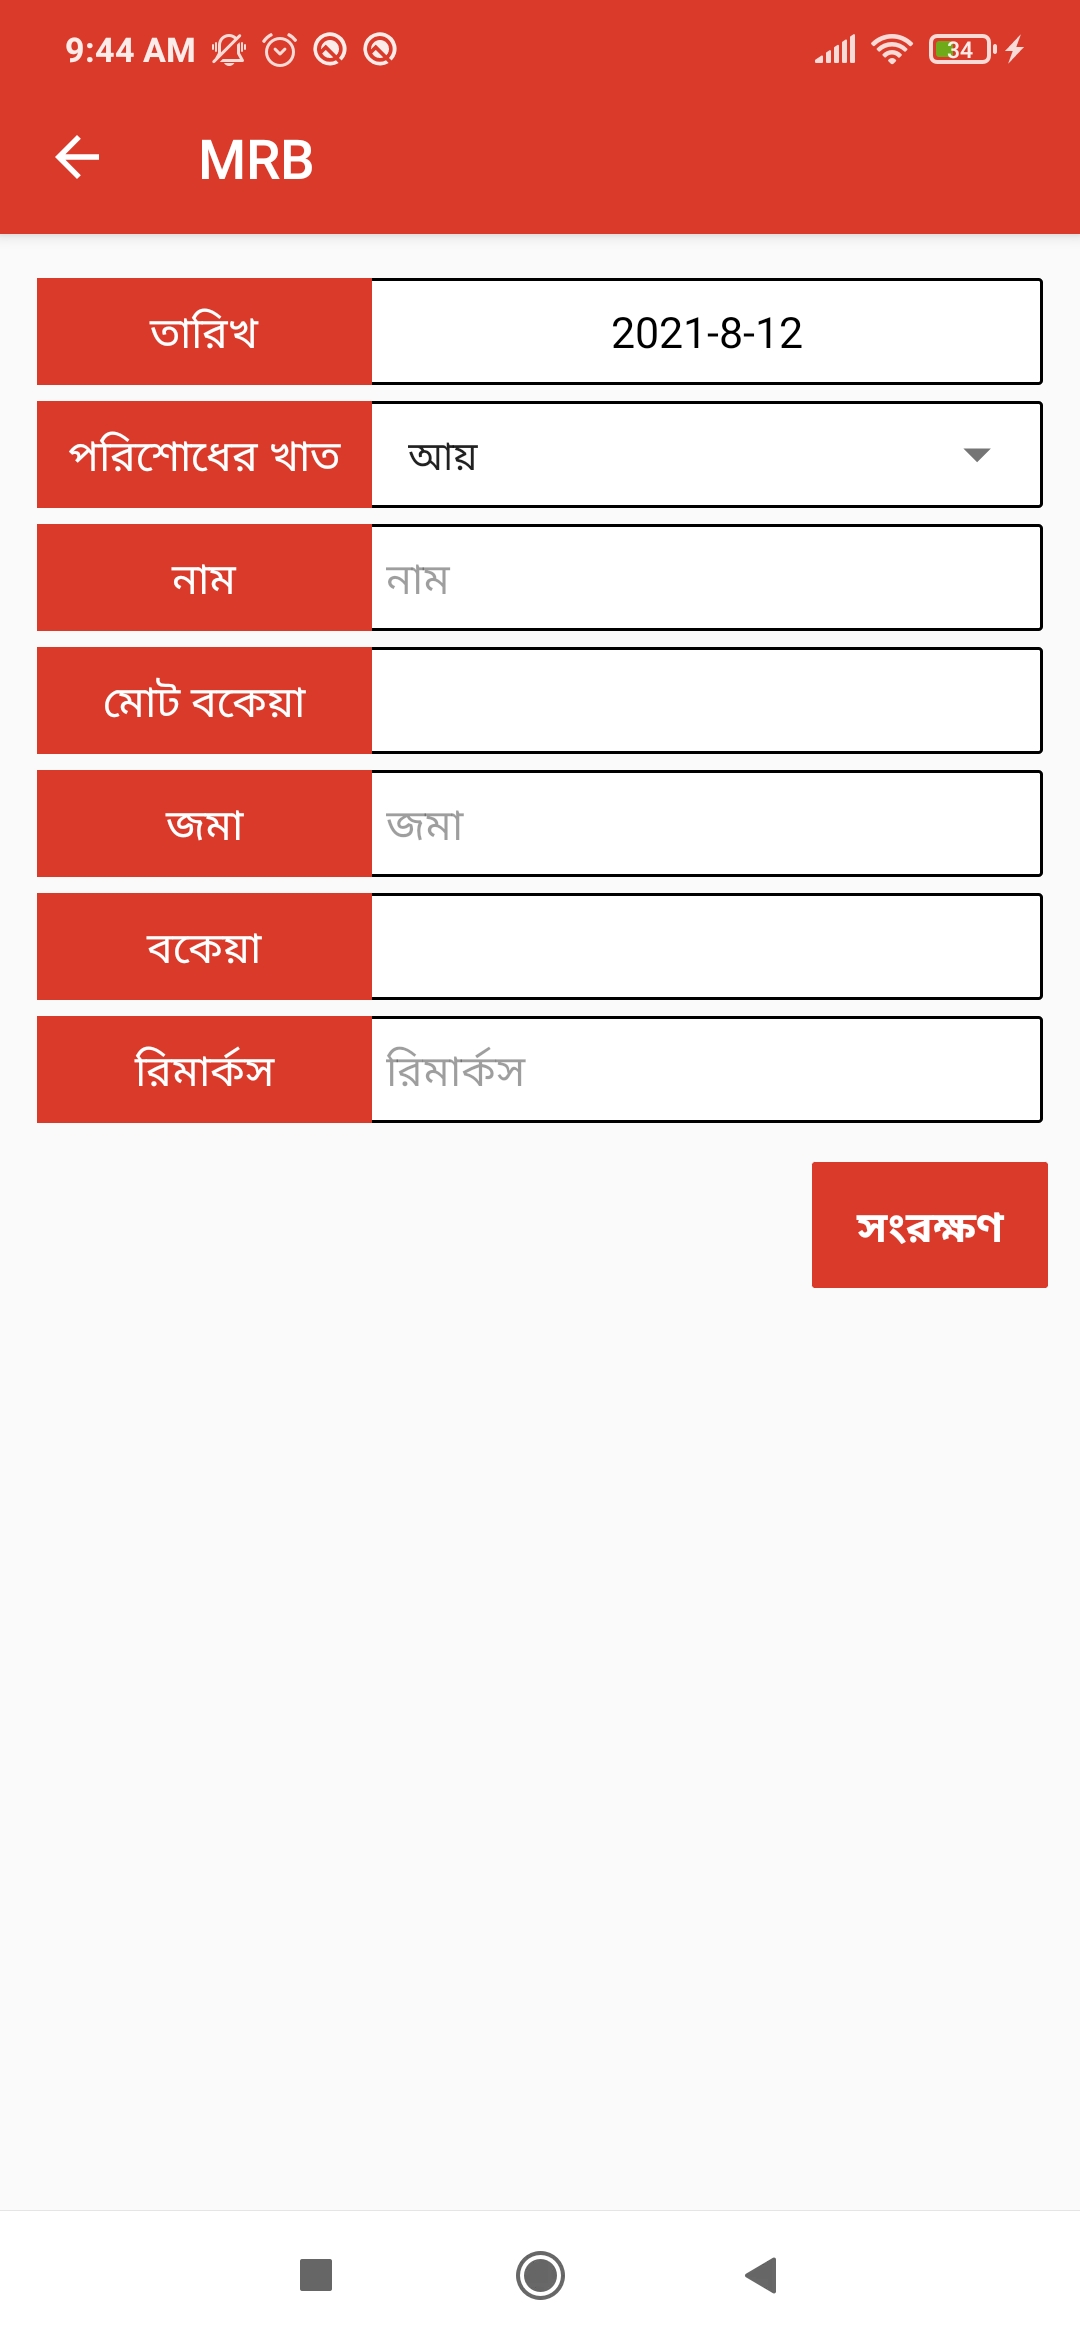 9:44 AM 34
MRB
তারিখ 2021-8-12
পরিশোধের খাত আয়
নাম নাম
মোট বকেয়া
জমা জমা
বকেয়া
রিমার্কস রিমার্কস
সংরক্ষণ